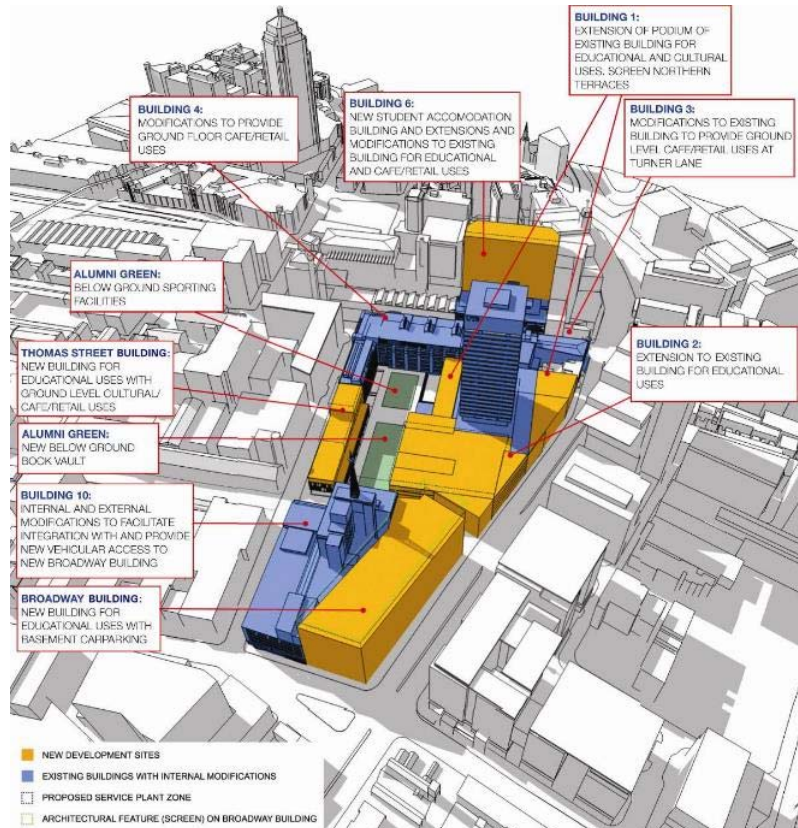 BUILDING 1:
EXTENSION OF PODIUM OF
EXISTING BUILDING FOR
EDUCATIONAL AND CULTURAL
USES. SCREEN NORTHERN
TERRACES
BUILDING 4:
MODIFICATIONS TO PROVIDE
GROUND FLOOR CAFE/RETAIL
USES
BUILDING 6:
NEW STUDENT ACCOMODATION
BUILDING AND EXTENSIONS AND
MODIFICATIONS TO EXISTING
BUILDING FOR EDUCATIONAL
AND CAFE/RETAIL USES
BUILDING 3:
MODIFICATIONS TO EXISTING
BUILDING TO PROVIDE GROUND
LEVEL CAFE/RETAIL USES AT
TURNER LANE
ALUMNI GREEN:
BELOW GROUND SPORTING
FACILITIES
BUILDING 2:
EXTENSION TO EXISTING
BUILDING FOR EDUCATIONAL
USES
THOMAS STREET BUILDING:
NEW BUILDING FOR
EDUCATIONAL USES WITH
GROUND LEVEL CULTURAL/
CAFE/RETAIL USES
ALUMNI GREEN:
NEW BELOW GROUND
BOCK VAULT
BUILDING 10:
INTERNAL AND EXTERNAL
MODIFICATIONS TO FACILITATE
INTEGRATION WITH AND PROVIDE
NEW VEHICULAR ACCESS TO
NEW BROADWAY BUILDING
BROADWAY BUILDING:
NEW BUILDING FOR
EDUCATIONAL USES WITH
BASEMENT CARPARKING
NEW DEVELOPMENT SITES
EXISTING BUILDINGS WITH INTERNAL MODIFICATIONS
PROPOSED SERVICE PLANT ZONE
ARCHITECTURAL FEATURE (SCREEN) ON BROADWAY BUILDING